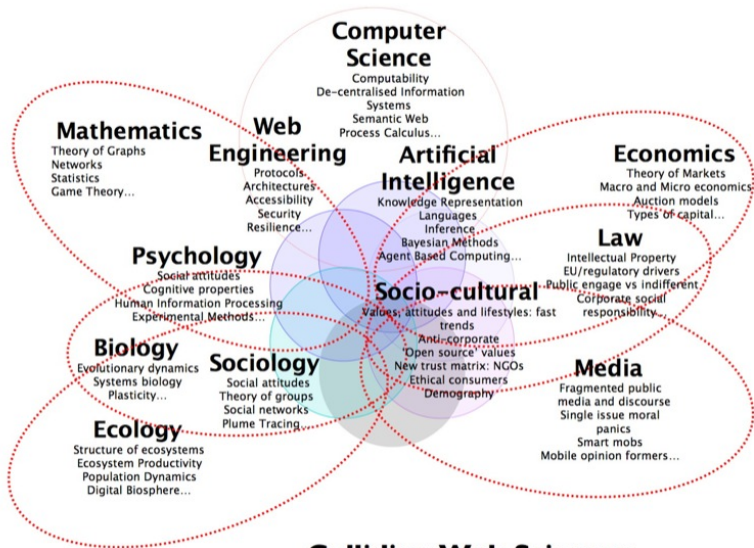 Computer
Science
Computability
De-centralised Information
Systems
Semantic Web
Process Calculus...
Mathematics
Theory of Graphs
Networks
Statistics
Game Theory...
Web
Engineering
Protocols
Architectures
Accessibility
Security
Resilience...
Artificial
Intelligence
Knowledge Representation
Languages
Inference
Bayesian Methods
Agent Based Computing...
Economics
Theory of Markets
Macro and Micro economics
Auction models
Types of capital...
Law
Intellectual Property
EU/regulatory drivers
Public engage vs indifferent
Corporate social
responsibility...
Psychology
Social attitudes
Cognitive properties
Human Information Processing
Experimental Methods...
Socio-cultural
Values, attitudes and lifestyles: fast
trends
Anti-corporate
'Open source' values
New trust matrix: NGOs
Ethical consumers
Demography
Biology
Evolutionary dynamics
Systems biology
Plasticity...
Sociology
Social attitudes
Theory of groups
Social networks
Plume Tracing...
Media
Fragmented public
media and discourse
Single issue moral
panics
Smart mobs
Mobile opinion formers...
Ecology
Structure of ecosystems
Ecosystem Productivity
Population Dynamics
Digital Biosphere...